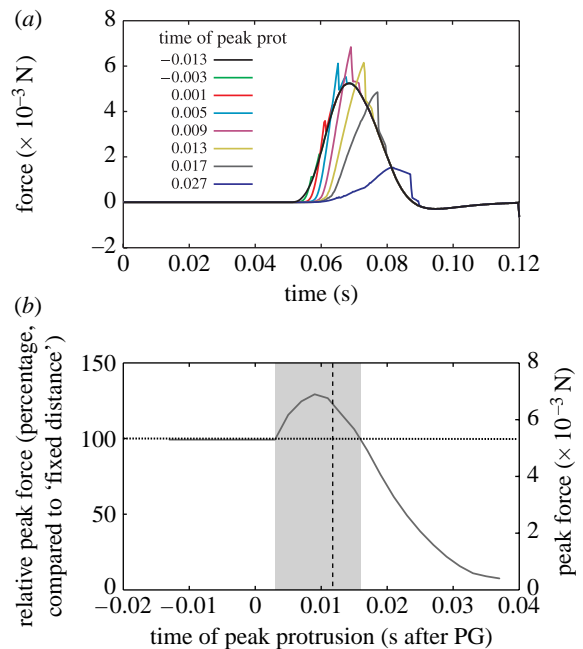 (a)
8
6
4
2
0
−2
force (× 10⁻³ N)
time of peak prot
−0.013
−0.003
0.001
0.005
0.009
0.013
0.017
0.027
0 0.02 0.04 0.06 0.08 0.10 0.12
time (s)
(b)
relative peak force (percentage,
compared to ‘fixed distance’)
150
100
50
0
8
6
4
2
0
peak force (× 10⁻³ N)
−0.02 −0.01 0 0.01 0.02 0.03 0.04
time of peak protrusion (s after PG)